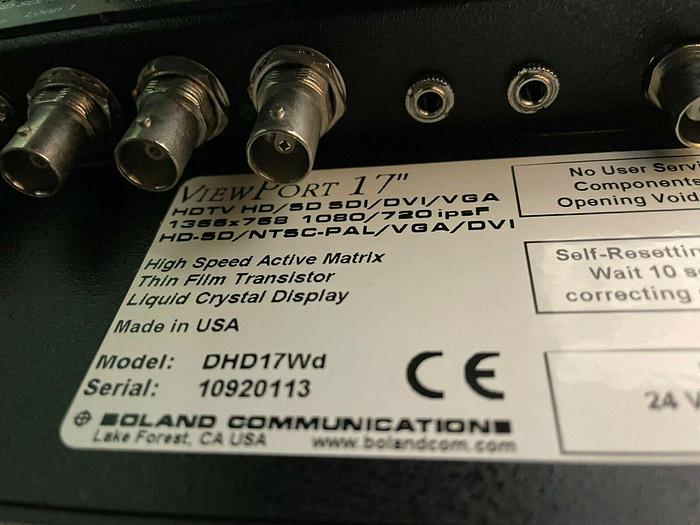 VIEWPORT 17"
HDTV HD/SD SDI/DVI/VGA
1366x768 1080/720 ipsF
HD-SD/NTSC-PAL/VGA/DVI
High Speed Active Matrix
Thin Film Transistor
Liquid Crystal Display
Made in USA
Model: DHD17Wd
Serial: 10920113
CE
BOLAND COMMUNICATIONS
Lake Forest, CA USA www.bolandcom.com
No User Servi
Components
Opening Void
Self-Resetting
Wait 10 se
correcting
24 V